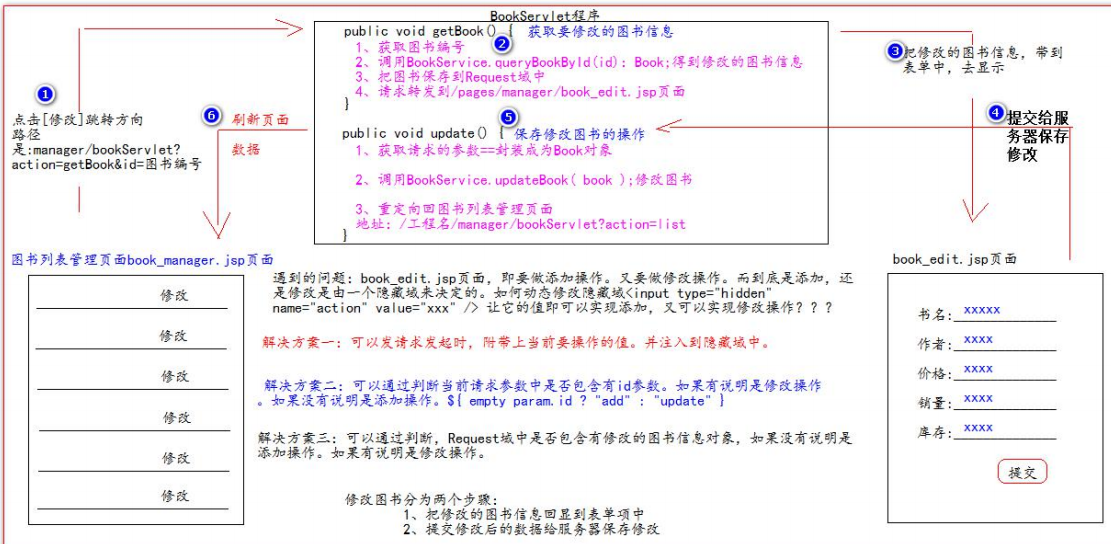 BookServlet程序
public void getBook() { 获取要修改的图书信息
1、获取图书编号
2、调用BookService.queryBookById(id): Book;得到修改的图书信息
3、把图书保存到Request域中
4、请求转发到/pages/manager/book_edit.jsp页面
}
public void update() { 保存修改图书的操作
1、获取请求的参数==封装成为Book对象
2、调用BookService.updateBook( book );修改图书
3、重定向回图书列表管理页面
地址: /工程名/manager/bookServlet?action=list
}
1
点击[修改]跳转方向
路径
是:manager/bookServlet?
action=getBook&id=图书编号
2
3
把修改的图书信息, 带到
表单中, 去显示
4
提交给服
务器保存
修改
5
6
刷新页面
数据
图书列表管理页面book_manager.jsp页面
修改
修改
修改
修改
修改
修改
遇到的问题: book_edit.jsp页面, 即要做添加操作。又要做修改操作。而到底是添加, 还
是修改是由一个隐藏域来决定的。如何动态修改隐藏域<input type="hidden"
name="action" value="xxx" /> 让它的值即可以实现添加, 又可以实现修改操作? ? ?
解决方案一: 可以发请求发起时, 附带上当前要操作的值。并注入到隐藏域中。
解决方案二: 可以通过判断当前请求参数中是否包含有id参数。如果有说明是修改操作
。如果没有说明是添加操作。${ empty param.id ? "add" : "update" }
解决方案三: 可以通过判断, Request域中是否包含有修改的图书信息对象, 如果没有说明是
添加操作。如果有说明是修改操作。
修改图书分为两个步骤:
1、把修改的图书信息回显到表单项中
2、提交修改后的数据给服务器保存修改
book_edit.jsp页面
书名: xxxxx
作者: xxxx
价格: xxxx
销量: xxxx
库存: xxxx
提交